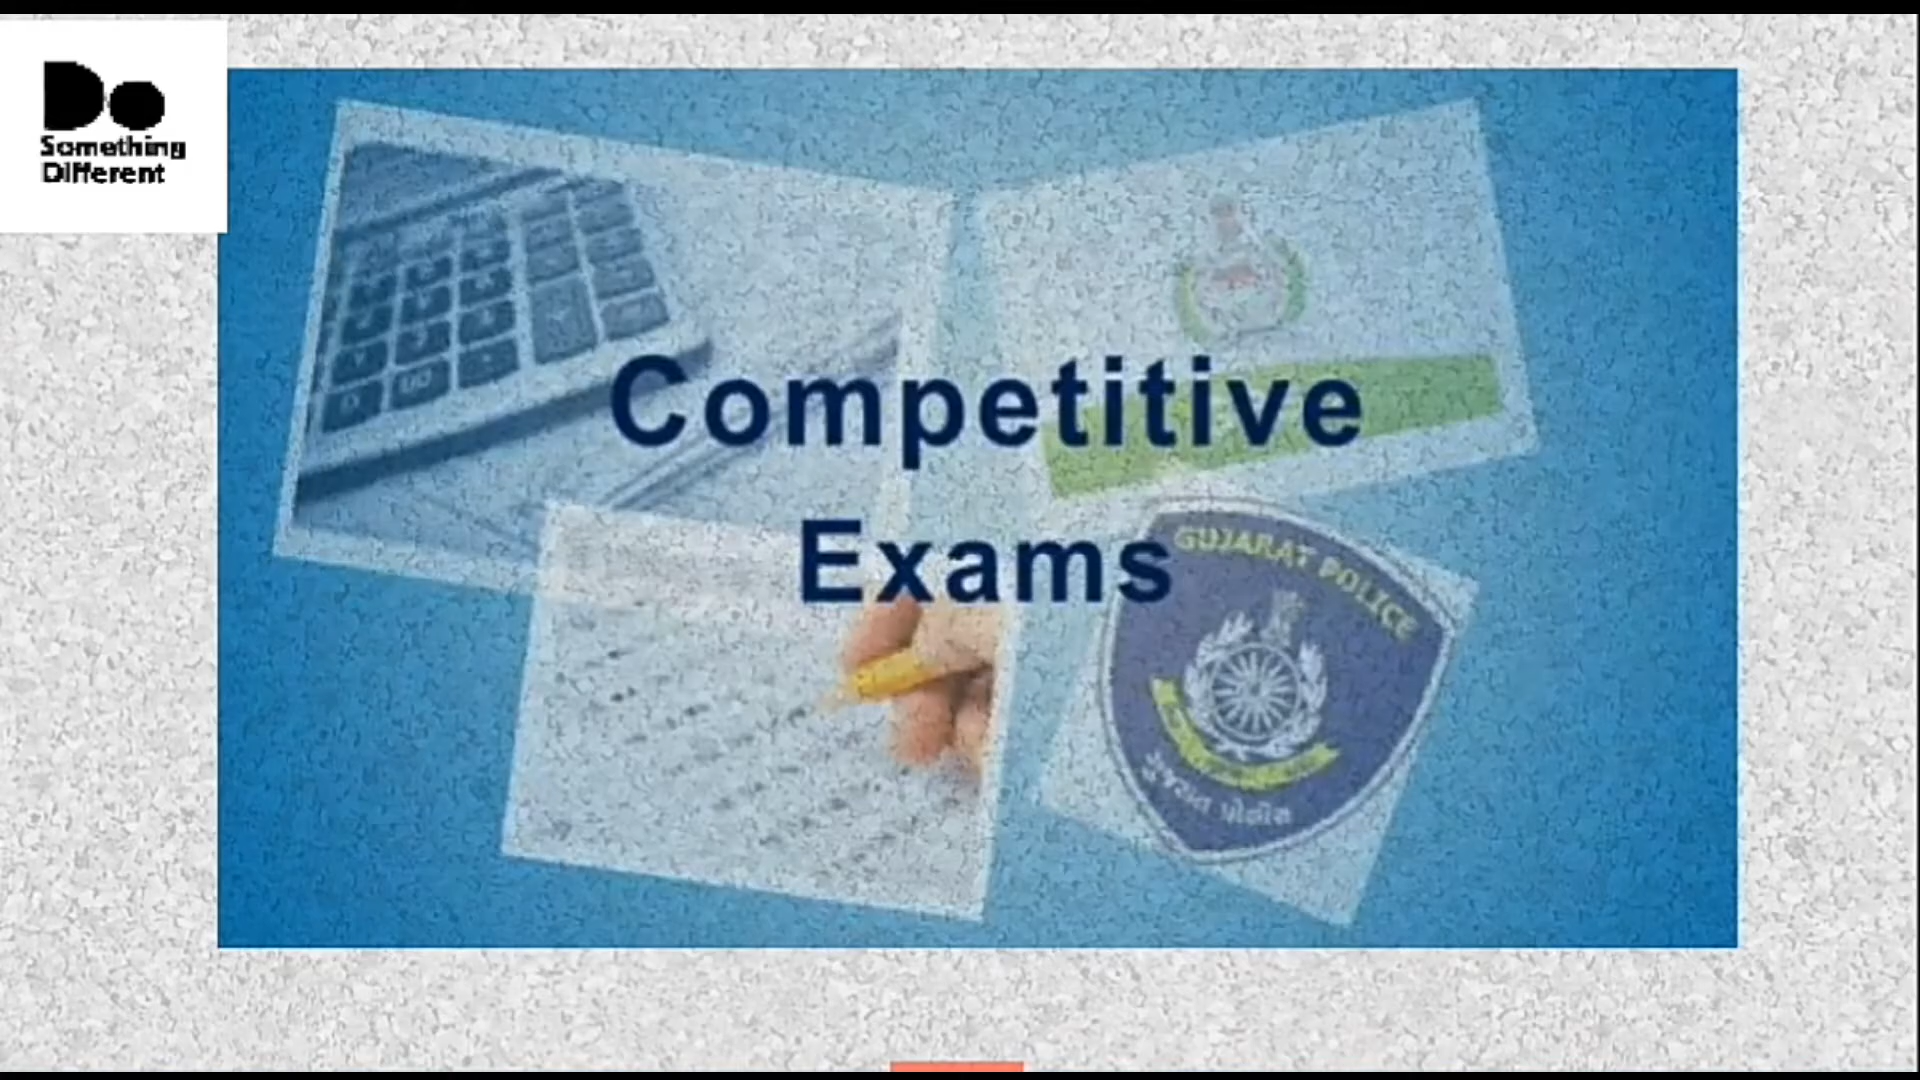 Do
Something
Different
Competitive
Exams
GUJARAT POLICE
ગુજરાત પોલીસ